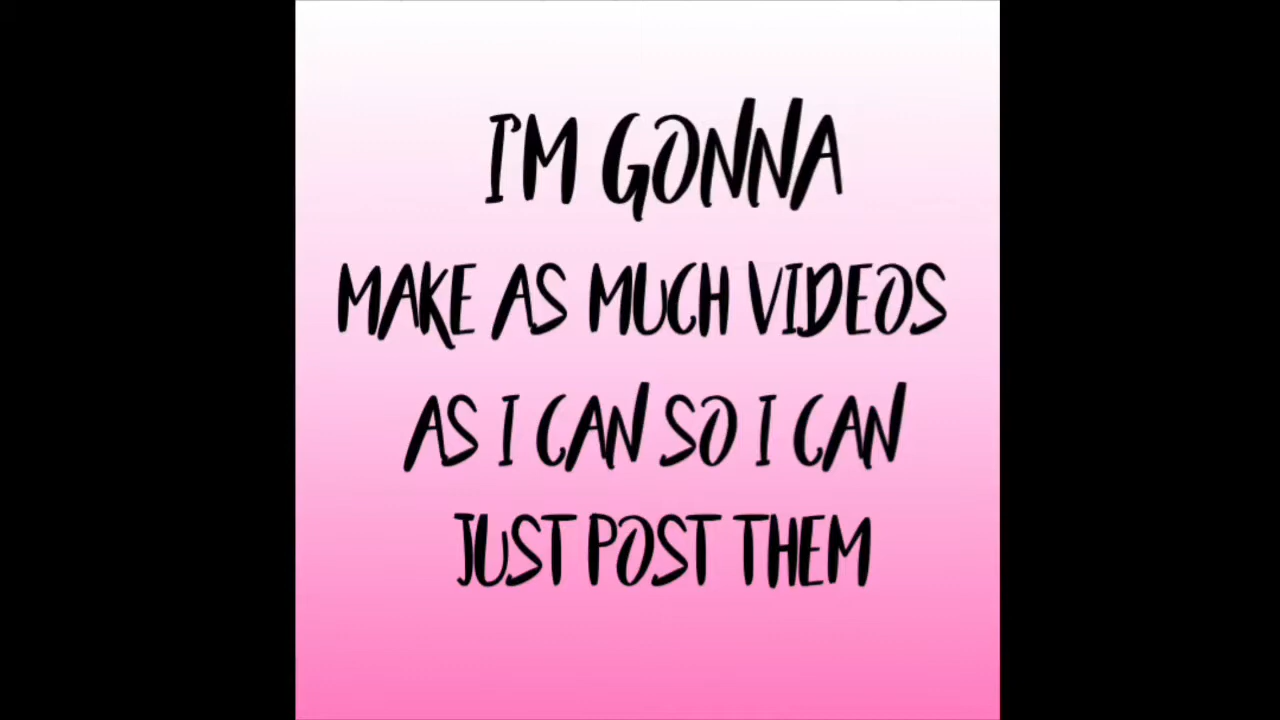 I'M GONNA
MAKE AS MUCH VIDEOS
AS I CAN SO I CAN
JUST POST THEM